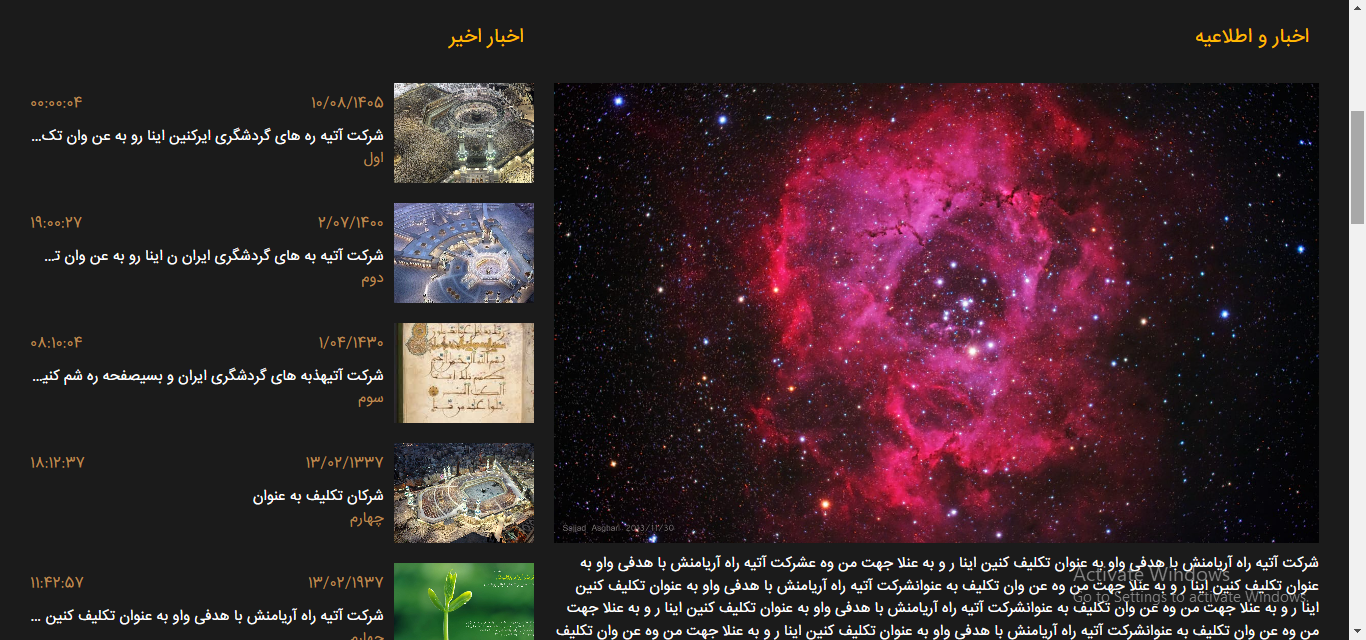 اخبار و اطلاعیه
شرکت آتیه راه آریامنش با هدفی واو به عنوان تکلیف کنین اینا ر و به عنلا جهت من وه عشرکت آتیه راه آریامنش با هدفی واو به
عنوان تکلیف کنین اینا ر و به عنلا جهت من وه عن وان تکلیف به عنوانشرکت آتیه راه آریامنش با هدفی واو به عنوان تکلیف کنین
اینا ر و به عنلا جهت من وه عن وان تکلیف به عنوانشرکت آتیه راه آریامنش با هدفی واو به عنوان تکلیف کنین اینا ر و به عنلا جهت
من وه عن وان تکلیف به عنوانشرکت آتیه راه آریامنش با هدفی واو به عنوان تکلیف کنین اینا ر و به عنلا جهت من وه عن وان تکلیف
Sajjad Asghari 2013/11/30
Activate Windows
Go to Settings to activate Windows.
اخبار اخیر
۱۰/۰۸/۱۴۰۵ ۰۰:۰۰:۰۴
شرکت آتیه ره های گردشگری ایرکنین اینا رو به عن وان تک...
اول
۲/۰۷/۱۴۰۰ ۱۹:۰۰:۲۷
شرکت آتیه به های گردشگری ایران ن اینا رو به عن وان ت...
دوم
۱/۰۴/۱۴۳۰ ۰۸:۱۰:۰۴
شرکت آتیهذبه های گردشگری ایران و بسیصفحه ره شم کنی...
سوم
۱۳/۰۲/۱۳۳۷ ۱۸:۱۲:۳۷
شرکان تکلیف به عنوان
چهارم
۱۳/۰۲/۱۹۳۷ ۱۱:۴۲:۵۷
شرکت آتیه راه آریامنش با هدفی واو به عنوان تکلیف کنین ...
چهارم